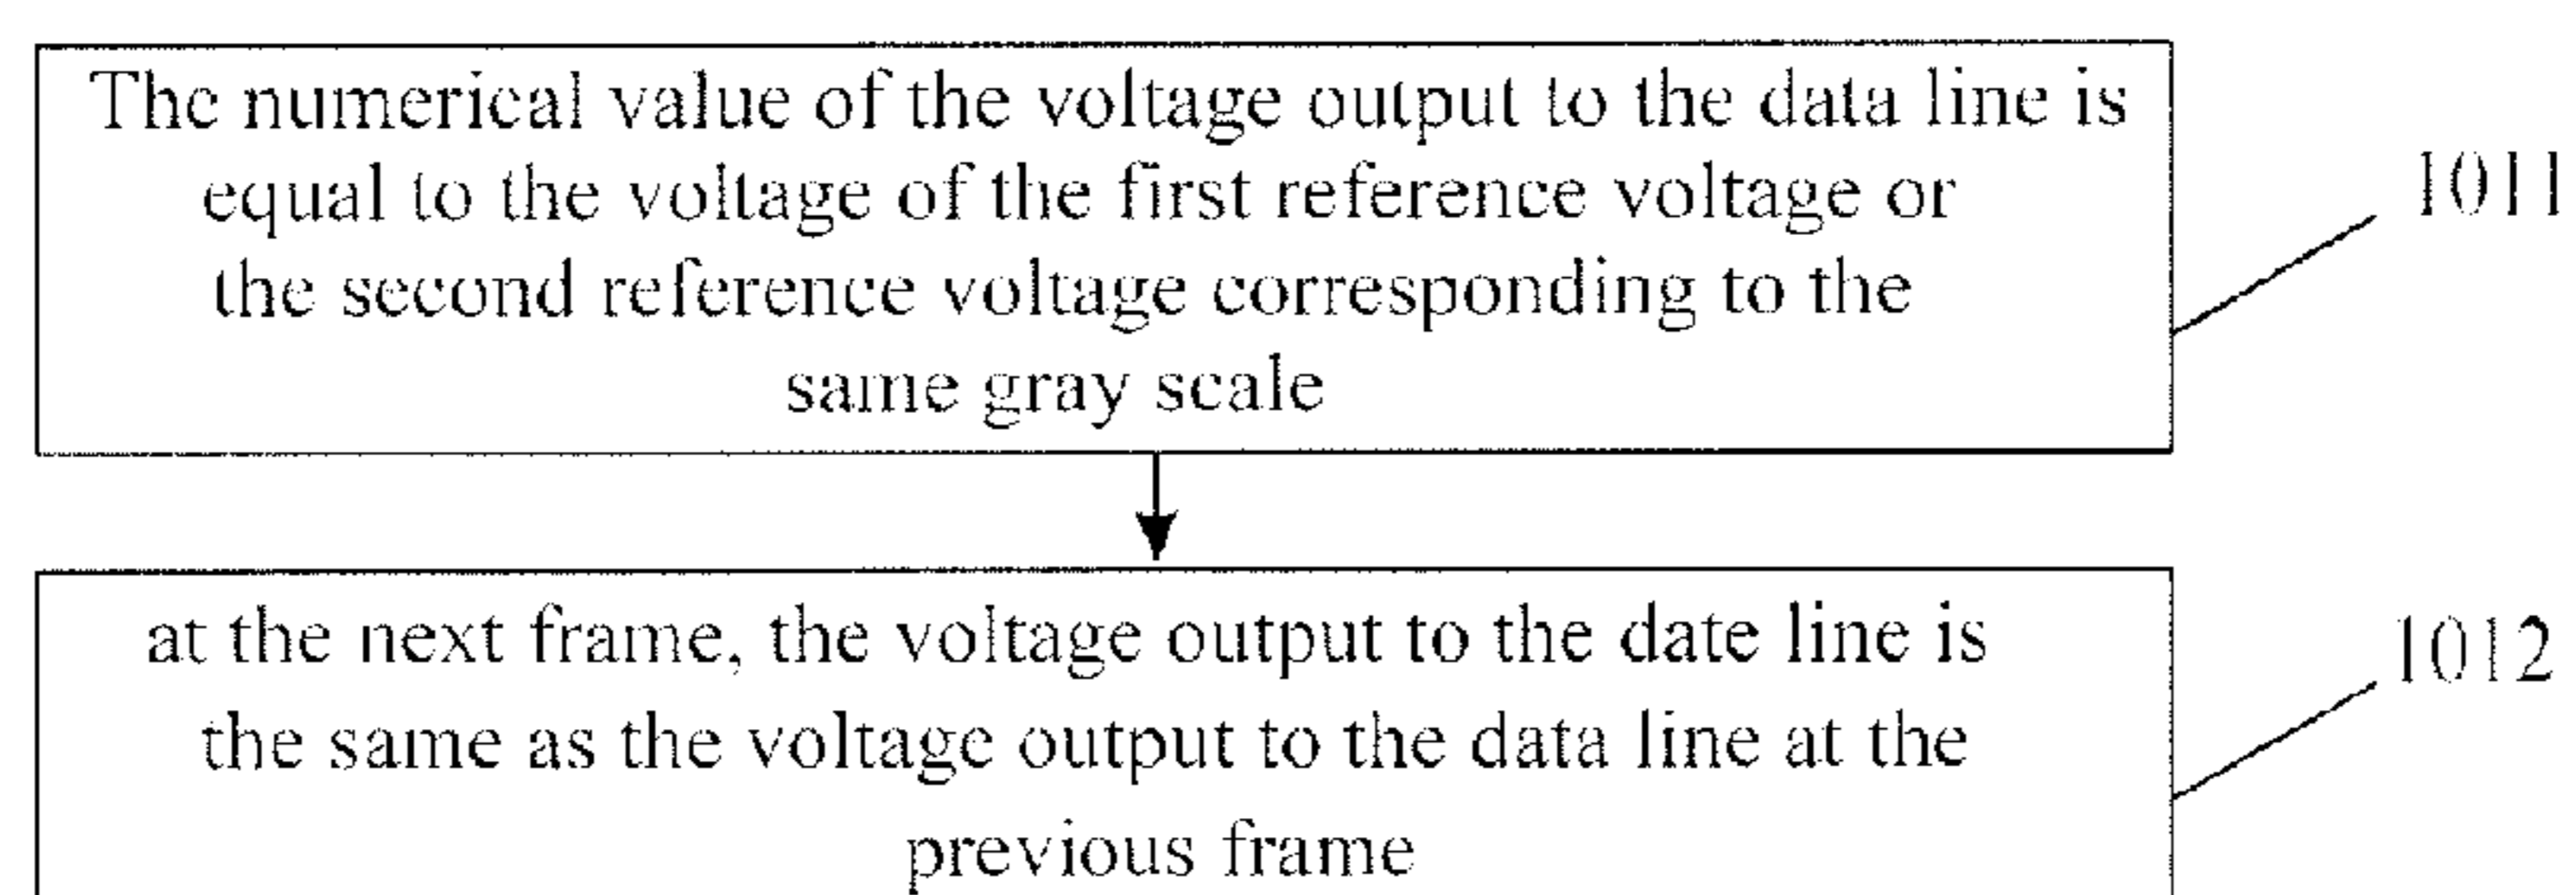 The numerical value of the voltage output to the data line is
equal to the voltage of the first reference voltage or
the second reference voltage corresponding to the
same gray scale
1011
at the next frame, the voltage output to the date line is
the same as the voltage output to the data line at the
previous frame
1012